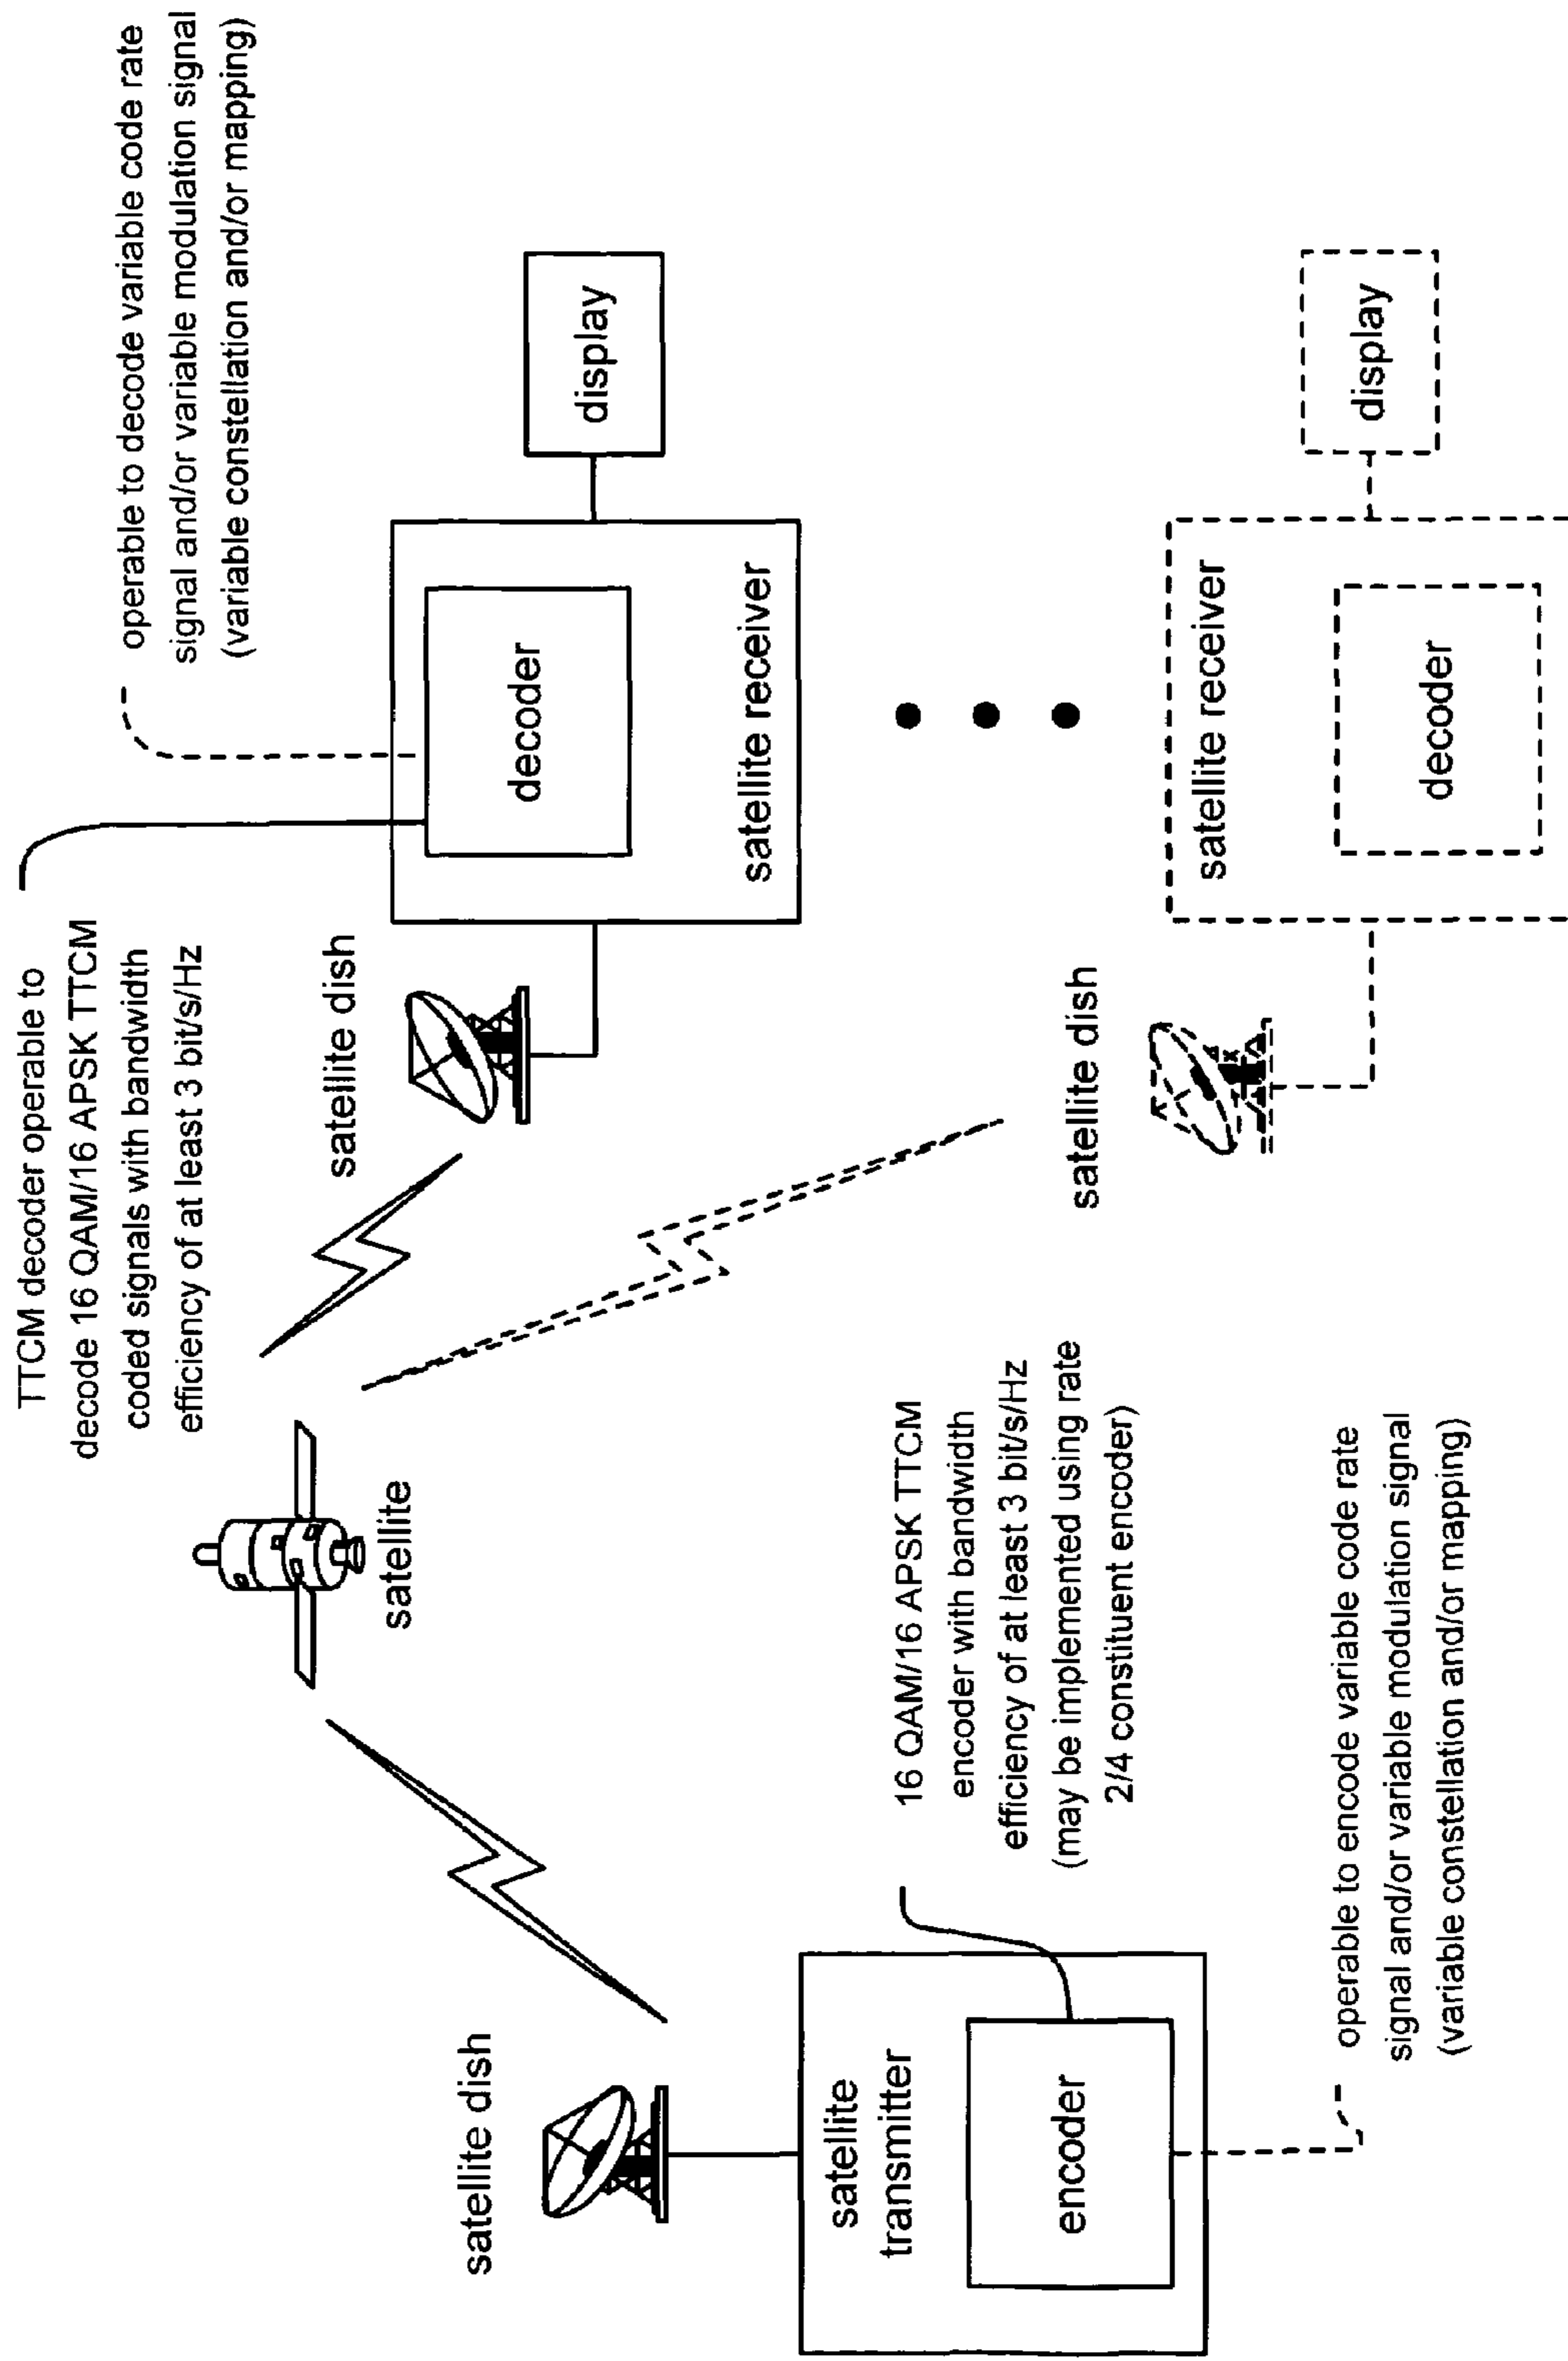 TTCM decoder operable to
decode 16 QAM/16 APSK TTCM
coded signals with bandwidth
efficiency of at least 3 bit/s/Hz
operable to decode variable code rate
signal and/or variable modulation signal
(variable constellation and/or mapping)
satellite
satellite dish
decoder
satellite receiver
display
satellite dish
satellite
transmitter
encoder
16 QAM/16 APSK TTCM
encoder with bandwidth
efficiency of at least 3 bit/s/Hz
(may be implemented using rate
2/4 constituent encoder)
operable to encode variable code rate
signal and/or variable modulation signal
(variable constellation and/or mapping)
satellite dish
satellite receiver
decoder
display